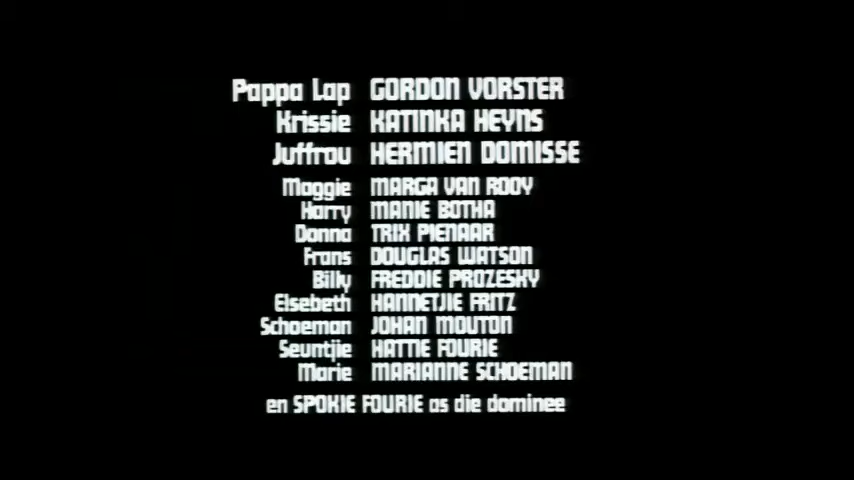 Pappa Lap GORDON VORSTER
Krissie KATINKA HEYNS
Juffrou HERMIEN DOMISSE
Maggie MARGA VAN ROOY
Harry MANIE BOTHA
Donna TRIX PIENAAR
Frans DOUGLAS WATSON
Billy FREDDIE PROZESKY
Elsebeth HANNETJIE FRITZ
Schoeman JOHAN MOUTON
Seuntjie HATTIE FOURIE
Marie MARIANNE SCHOEMAN
en SPOKIE FOURIE as die dominee